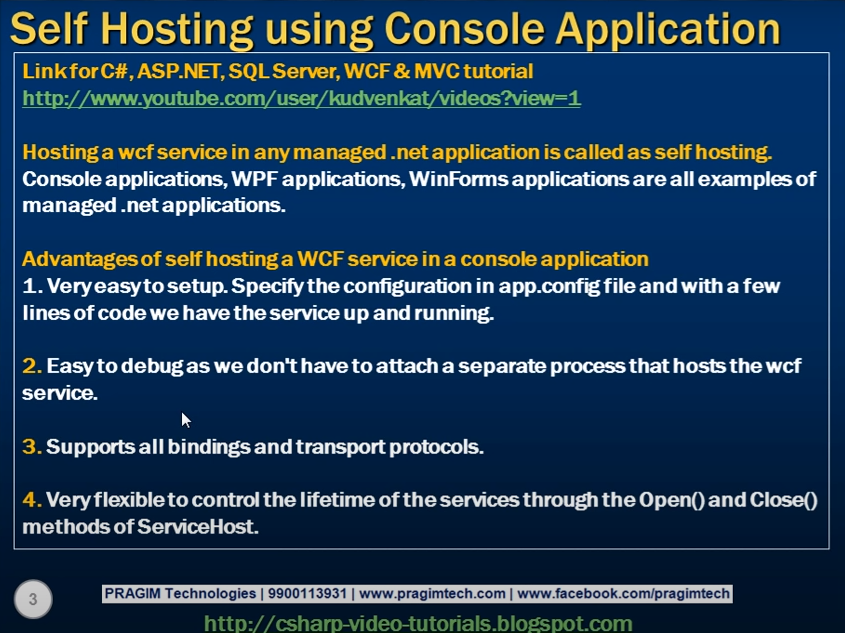 Self Hosting using Console Application
Link for C#, ASP.NET, SQL Server, WCF & MVC tutorial
http://www.youtube.com/user/kudvenkat/videos?view=1
Hosting a wcf service in any managed .net application is called as self hosting.
Console applications, WPF applications, WinForms applications are all examples of
managed .net applications.
Advantages of self hosting a WCF service in a console application
1. Very easy to setup. Specify the configuration in app.config file and with a few
lines of code we have the service up and running.
2. Easy to debug as we don't have to attach a separate process that hosts the wcf
service.
3. Supports all bindings and transport protocols.
4. Very flexible to control the lifetime of the services through the Open() and Close()
methods of ServiceHost.
3
PRAGIM Technologies | 9900113931 | www.pragimtech.com | www.facebook.com/pragimtech
http://csharp-video-tutorials.blogspot.com